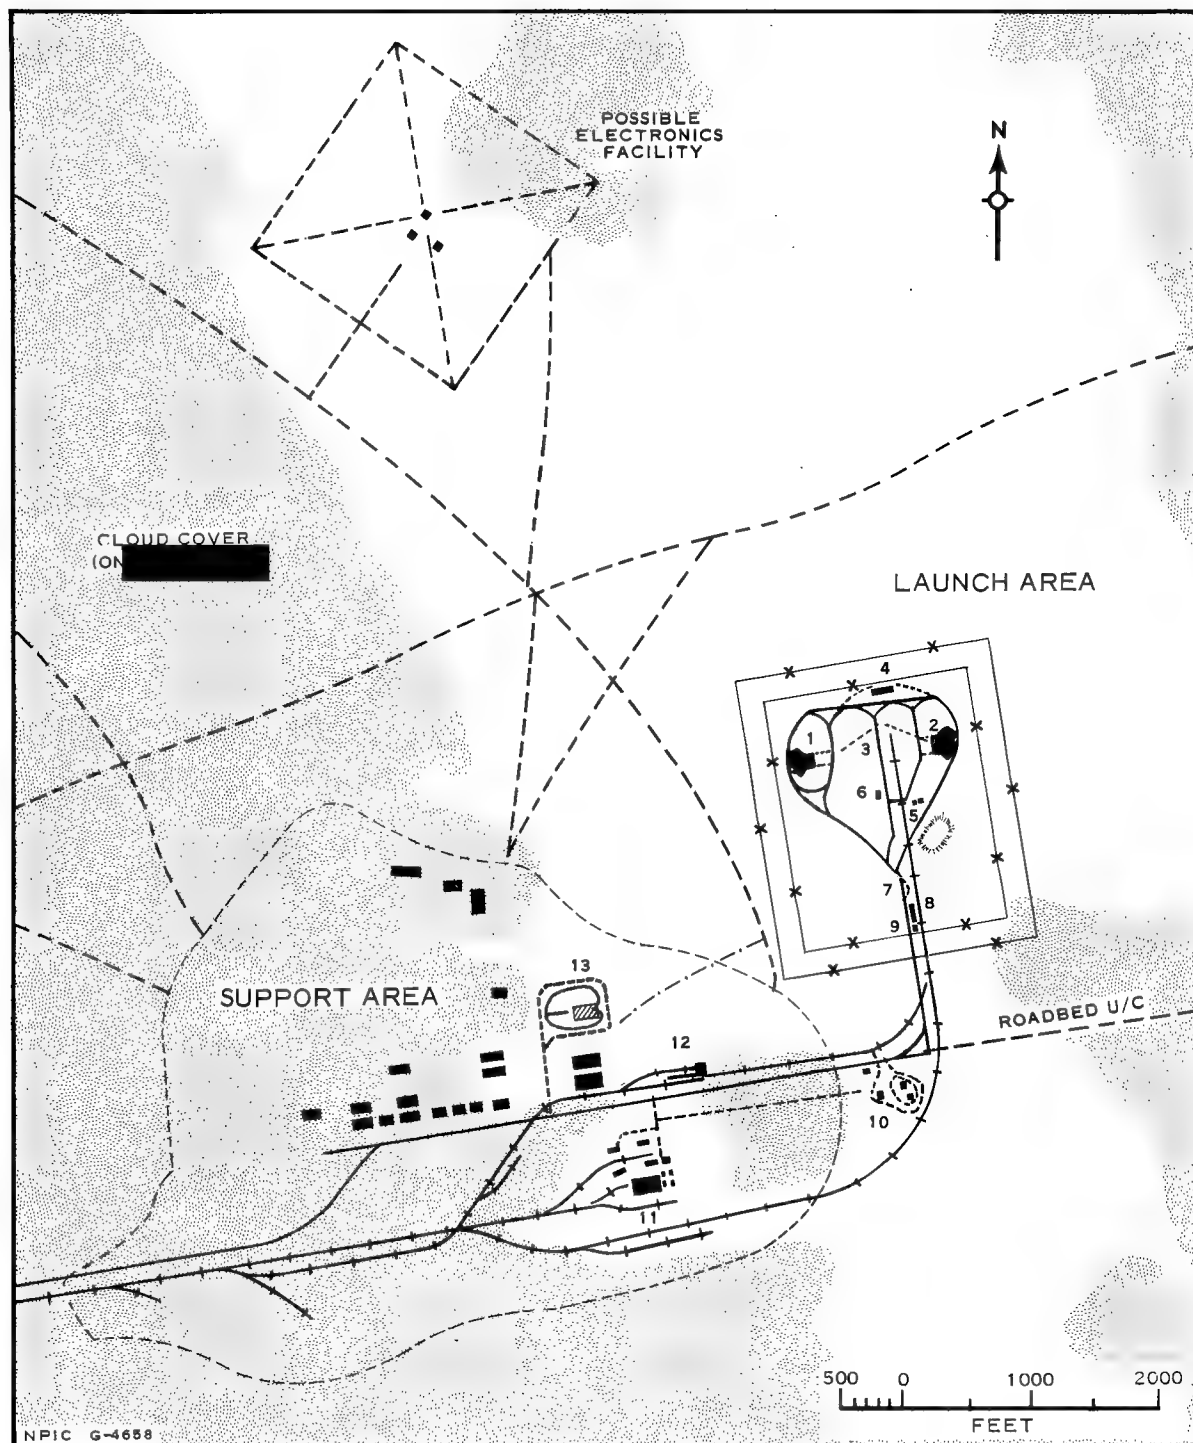 POSSIBLE
ELECTRONICS
FACILITY
N
CLOUD COVER
(ON
LAUNCH AREA
4
1
2
3
6
5
7
8
9
13
SUPPORT AREA
ROADBED U/C
12
10
11
500 0 1000 2000
FEET
NPIC G-4658